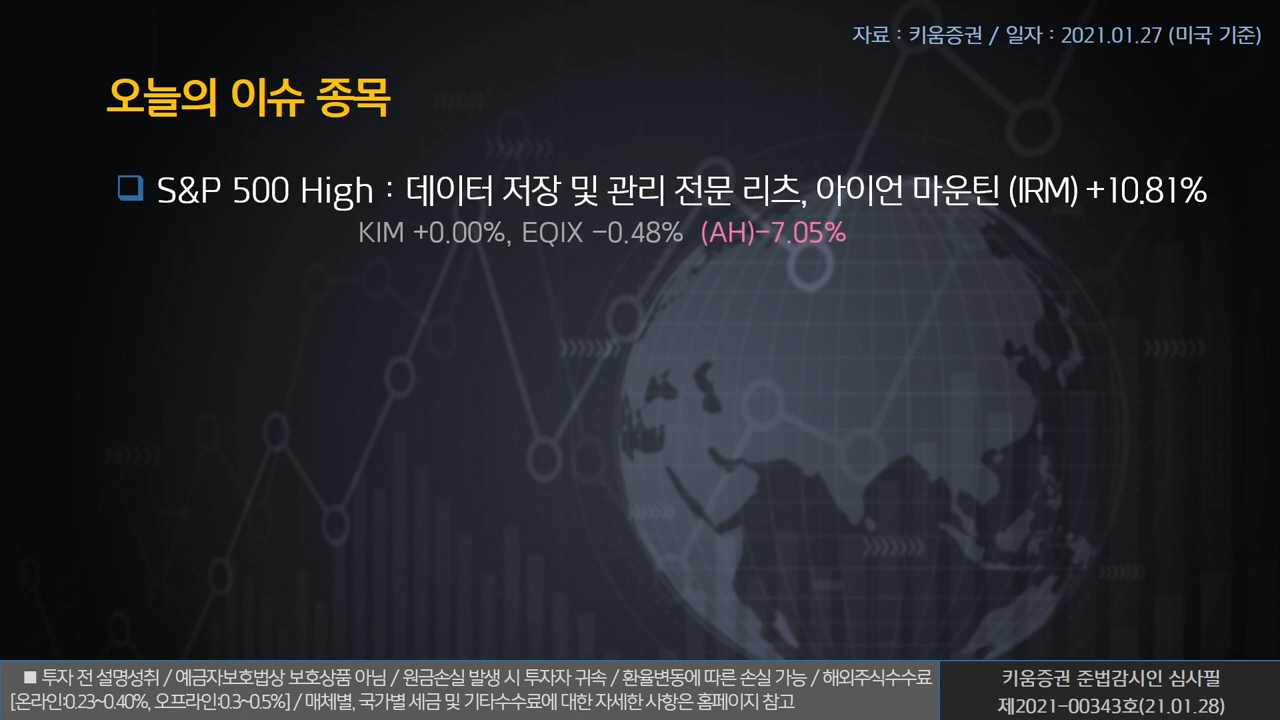 자료 : 키움증권 / 일자 : 2021.01.27 (미국 기준)
오늘의 이슈 종목
❑ S&P 500 High : 데이터 저장 및 관리 전문 리츠, 아이언 마운틴 (IRM) +10.81%
KIM +0.00%, EQIX -0.48% (AH)-7.05%
■ 투자 전 설명성취 / 예금자보호법상 보호상품 아님 / 원금손실 발생 시 투자자 귀속 / 환율변동에 따른 손실 가능 / 해외주식수수료
[온라인:0.23~0.40%, 오프라인:0.3~0.5%] / 매체별, 국가별 세금 및 기타수수료에 대한 자세한 사항은 홈페이지 참고
키움증권 준법감시인 심사필
제2021-00343호(21.01.28)